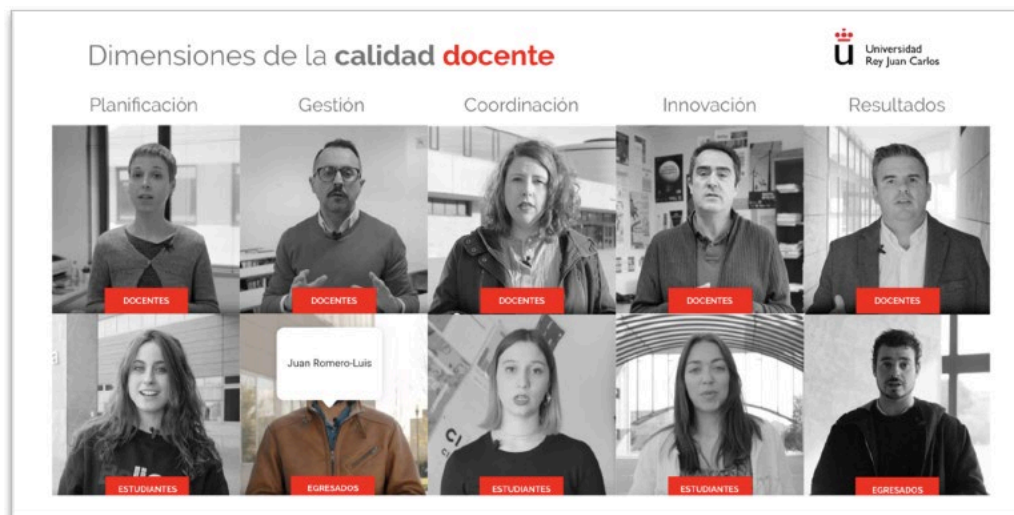 Dimensiones de la calidad docente
Universidad
Rey Juan Carlos
Planificación Gestión Coordinación Innovación Resultados
DOCENTES DOCENTES DOCENTES DOCENTES DOCENTES
Juan Romero-Luis
ESTUDIANTES EGRESADOS ESTUDIANTES ESTUDIANTES EGRESADOS